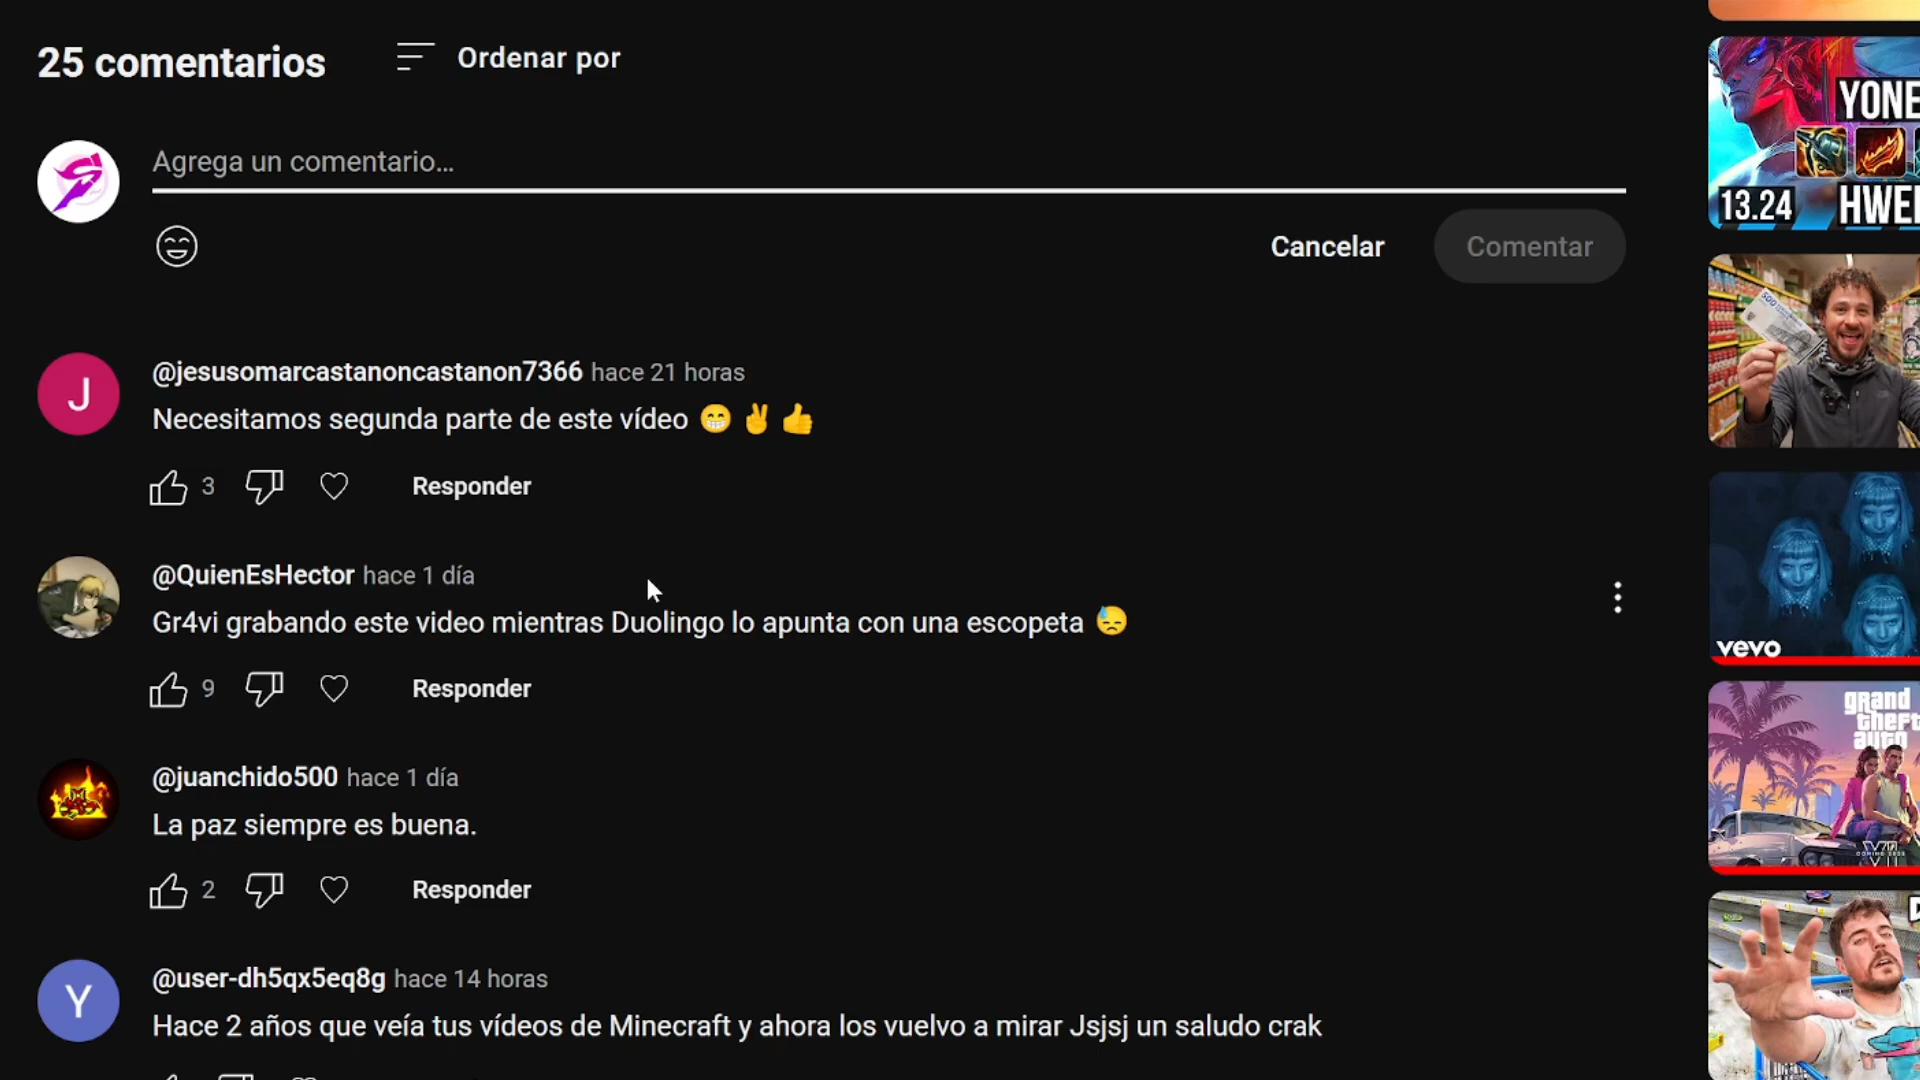 25 comentarios
Ordenar por
Agrega un comentario...
Cancelar
Comentar
J
@jesusomarcastanoncastanon7366 hace 21 horas
Necesitamos segunda parte de este vídeo 😁✌👍
3
Responder
@QuienEsHector hace 1 día
Gr4vi grabando este video mientras Duolingo lo apunta con una escopeta 😓
9
Responder
@juanchido500 hace 1 día
La paz siempre es buena.
2
Responder
Y
@user-dh5qx5eq8g hace 14 horas
Hace 2 años que veía tus vídeos de Minecraft y ahora los vuelvo a mirar Jsjsj un saludo crak
YONE
13.24
500
vevo
grand
theft
auto
VI